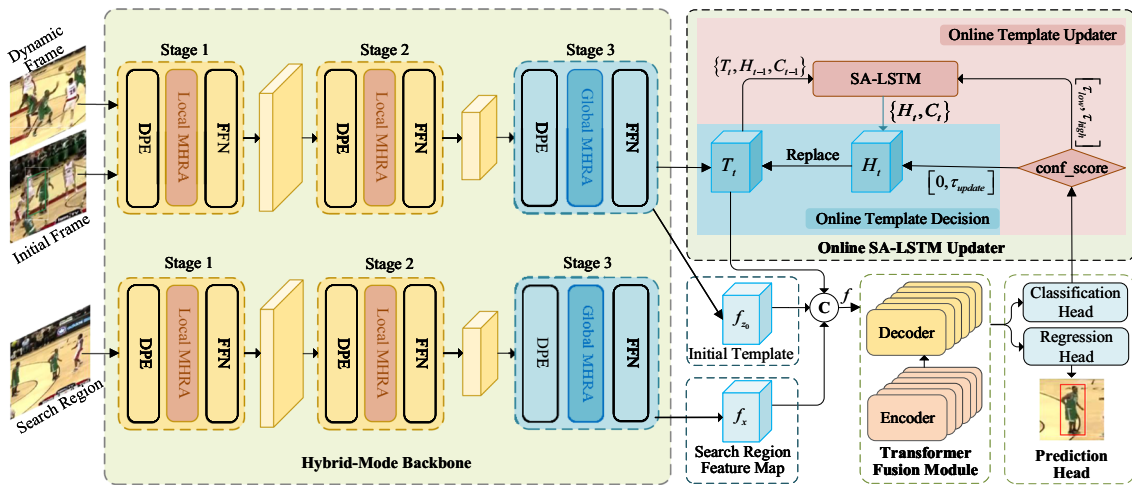 Dynamic
Frame
Initial Frame
Search Region
Stage 1
DPE
Local MHRA
FFN
Stage 2
DPE
Local MHRA
FFN
Stage 3
DPE
Global MHRA
FFN
Stage 1
DPE
Local MHRA
FFN
Stage 2
DPE
Local MHRA
FFN
Stage 3
DPE
Global MHRA
FFN
Hybrid-Mode Backbone
Online Template Updater
{T_t, H_{t-1}, C_{t-1}}
SA-LSTM
[τ_low, τ_high]
{H_t, C_t}
T_t
Replace
H_t
[0, τ_update]
conf_score
Online Template Decision
Online SA-LSTM Updater
f_{z_0}
Initial Template
f_x
Search Region
Feature Map
C
f
Decoder
Encoder
Transformer
Fusion Module
Classification
Head
Regression
Head
Prediction
Head